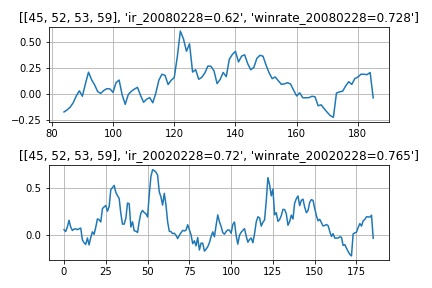 [[45, 52, 53, 59], 'ir_20080228=0.62', 'winrate_20080228=0.728']
0.50
0.25
0.00
−0.25
80 100 120 140 160 180
[[45, 52, 53, 59], 'ir_20020228=0.72', 'winrate_20020228=0.765']
0.5
0.0
0 25 50 75 100 125 150 175